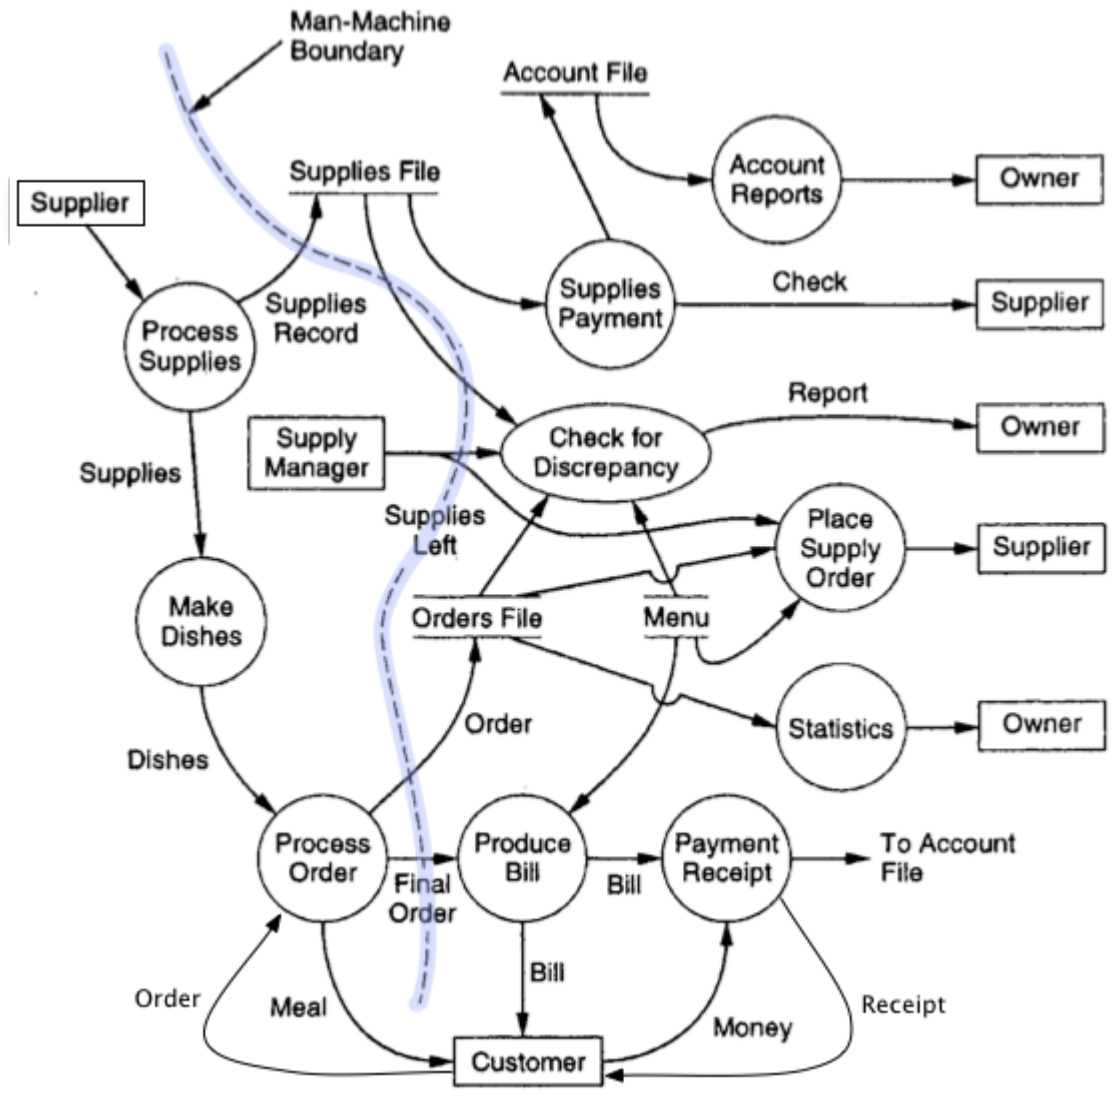 Man-Machine
Boundary
Account File
Supplies File
Account
Reports
Owner
Supplier
Supplies
Record
Supplies
Payment
Check
Supplier
Process
Supplies
Report
Owner
Supply
Manager
Check for
Discrepancy
Supplies
Supplies
Left
Place
Supply
Order
Supplier
Make
Dishes
Orders File
Menu
Order
Statistics
Owner
Dishes
Process
Order
Final
Order
Produce
Bill
Bill
Payment
Receipt
To Account
File
Order
Meal
Bill
Money
Receipt
Customer